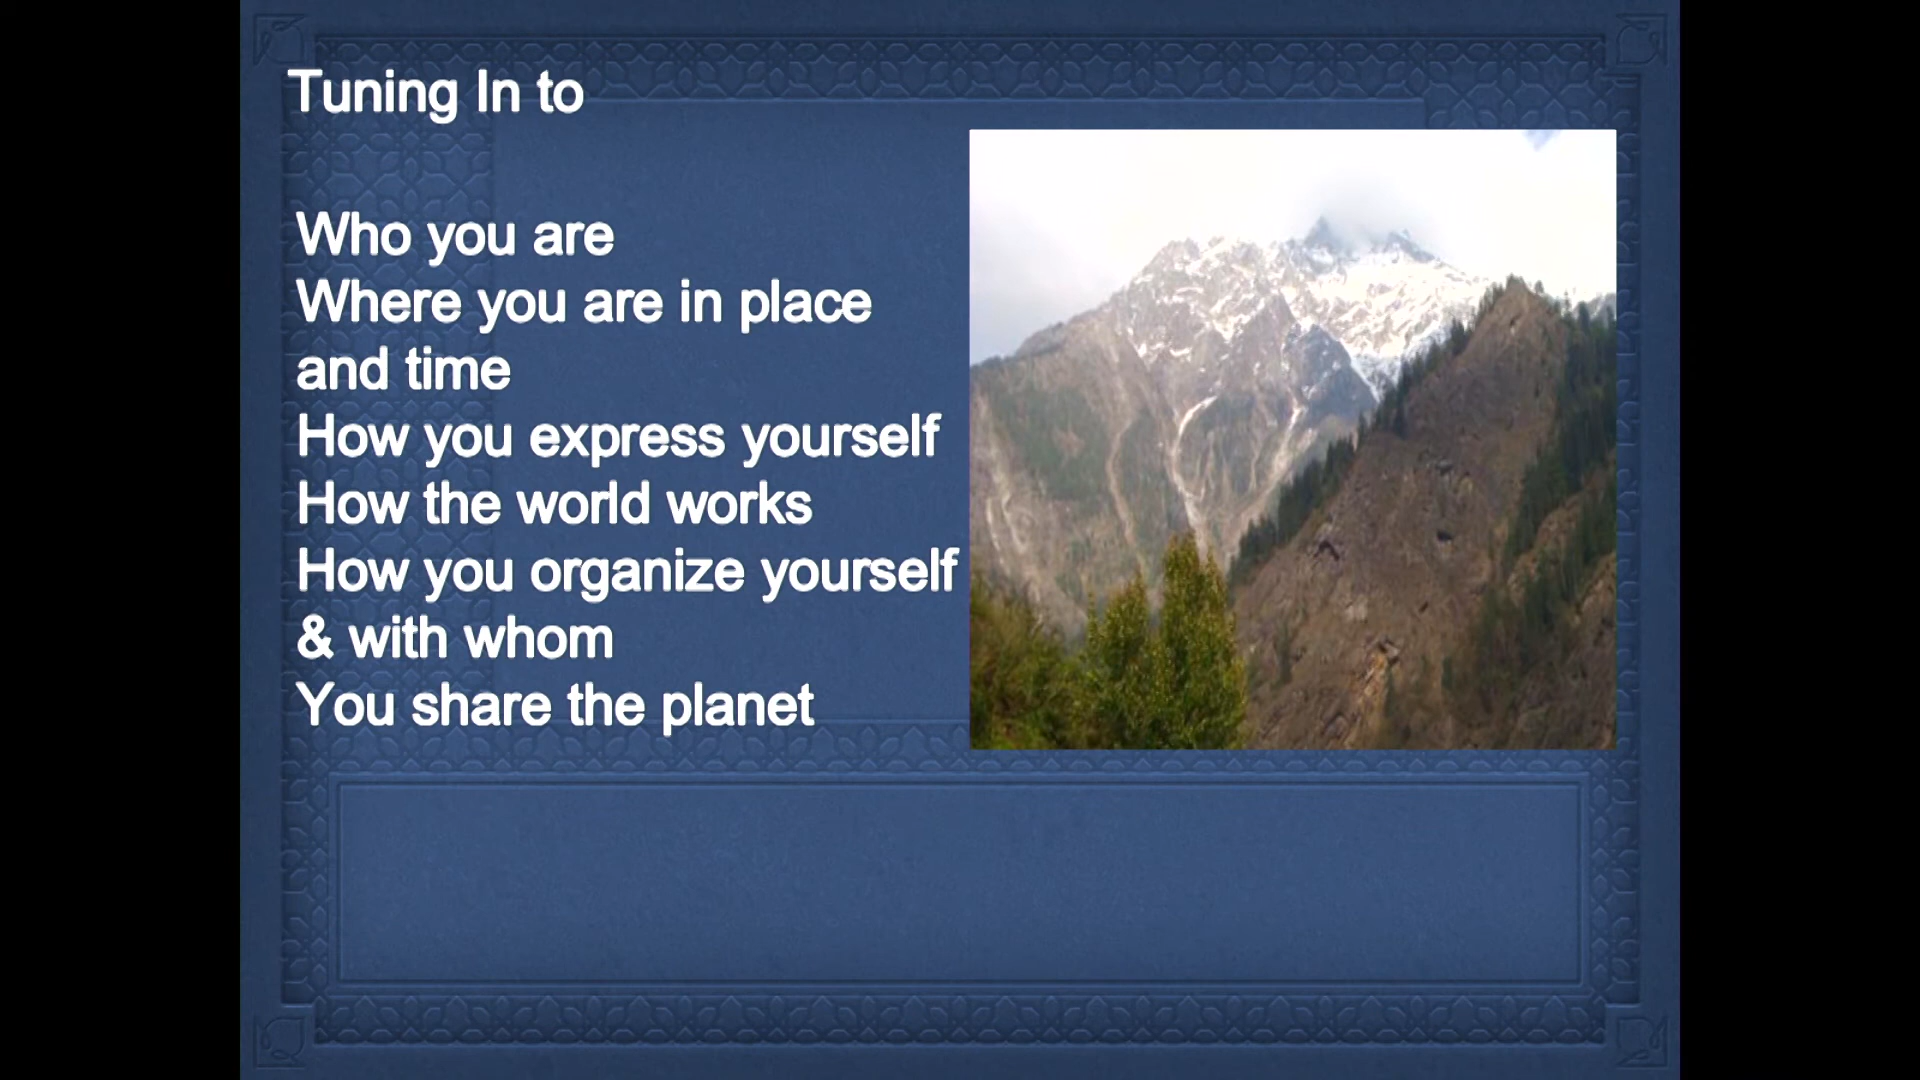 Tuning In to
Who you are
Where you are in place
and time
How you express yourself
How the world works
How you organize yourself
& with whom
You share the planet